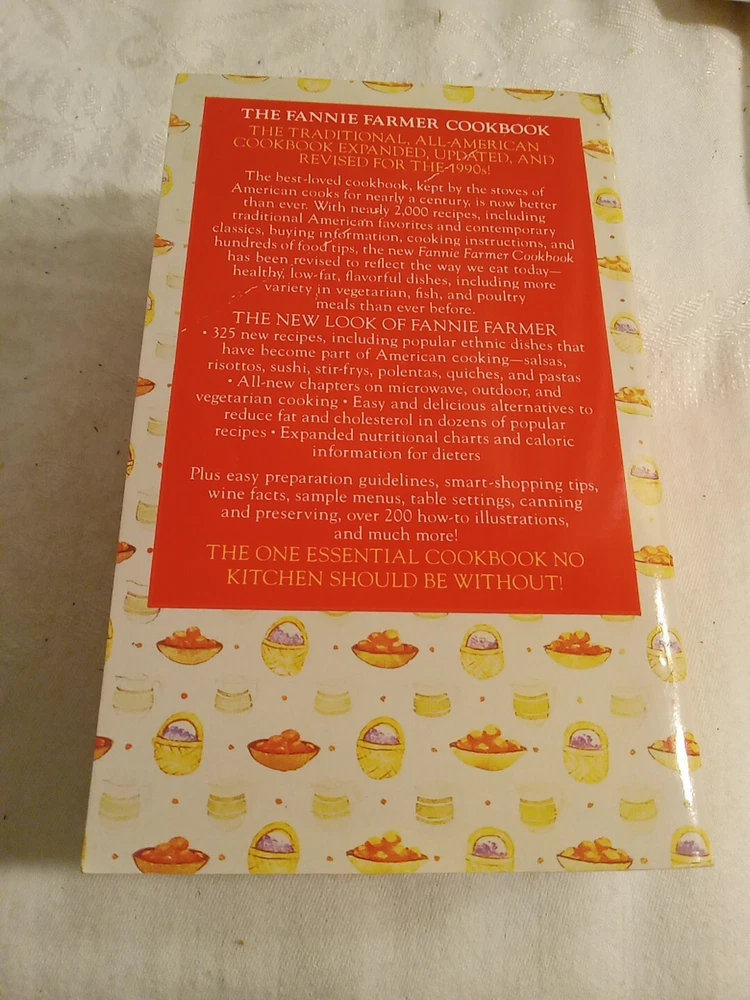 THE FANNIE FARMER COOKBOOK
THE TRADITIONAL, ALL-AMERICAN
COOKBOOK EXPANDED, UPDATED, AND
REVISED FOR THE 1990s!
The best-loved cookbook, kept by the stoves of
American cooks for nearly a century, is now better
than ever. With nearly 2,000 recipes, including
traditional American favorites and contemporary
classics, buying information, cooking instructions, and
hundreds of food tips, the new Fannie Farmer Cookbook
has been revised to reflect the way we eat today—
healthy, low-fat, flavorful dishes, including more
variety in vegetarian, fish, and poultry
meals than ever before.
THE NEW LOOK OF FANNIE FARMER
• 325 new recipes, including popular ethnic dishes that
have become part of American cooking—salsas,
risottos, sushi, stir-frys, polentas, quiches, and pastas
• All-new chapters on microwave, outdoor, and
vegetarian cooking • Easy and delicious alternatives to
reduce fat and cholesterol in dozens of popular
recipes • Expanded nutritional charts and caloric
information for dieters
Plus easy preparation guidelines, smart-shopping tips,
wine facts, sample menus, table settings, canning
and preserving, over 200 how-to illustrations,
and much more!
THE ONE ESSENTIAL COOKBOOK NO
KITCHEN SHOULD BE WITHOUT!